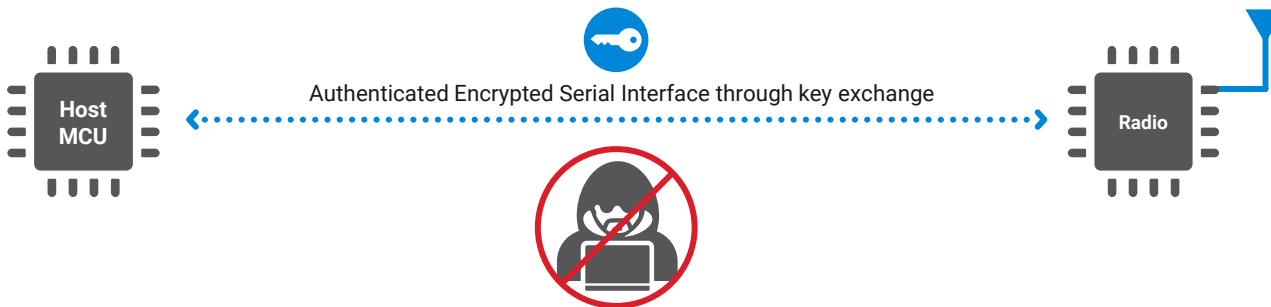 Authenticated Encrypted Serial Interface through key exchange
Host
MCU
Radio